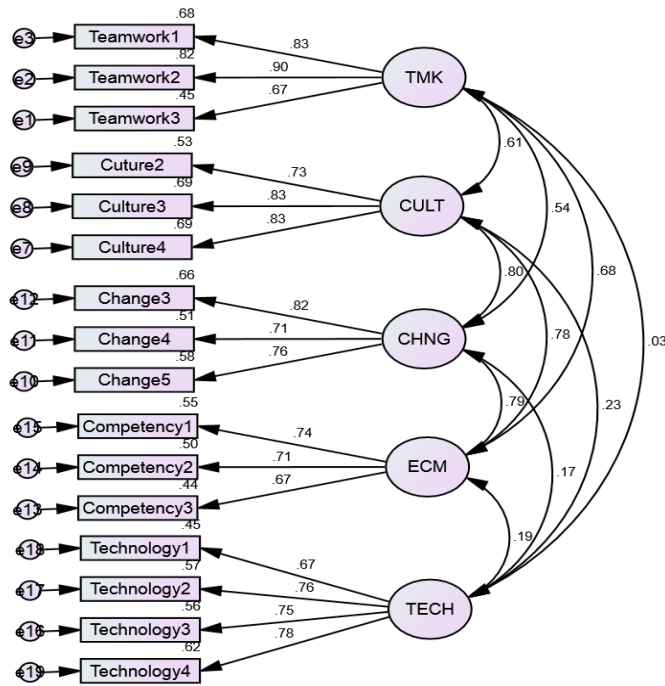 .68
e3 Teamwork1
.83
.82
e2 Teamwork2
.90
TMK
.45
e1 Teamwork3
.67
.53
e9 Cuture2
.73
.61
.69
e8 Culture3
.83
CULT
.54
.69
e7 Culture4
.83
.66
e12 Change3
.82
.80
.68
.51
e11 Change4
.71
CHNG
.78
.03
.58
e10 Change5
.76
.55
e15 Competency1
.74
.79
.23
.50
e14 Competency2
.71
ECM
.17
.44
e13 Competency3
.67
.45
e18 Technology1
.67
.19
.57
e17 Technology2
.76
TECH
.56
e16 Technology3
.75
.62
e19 Technology4
.78